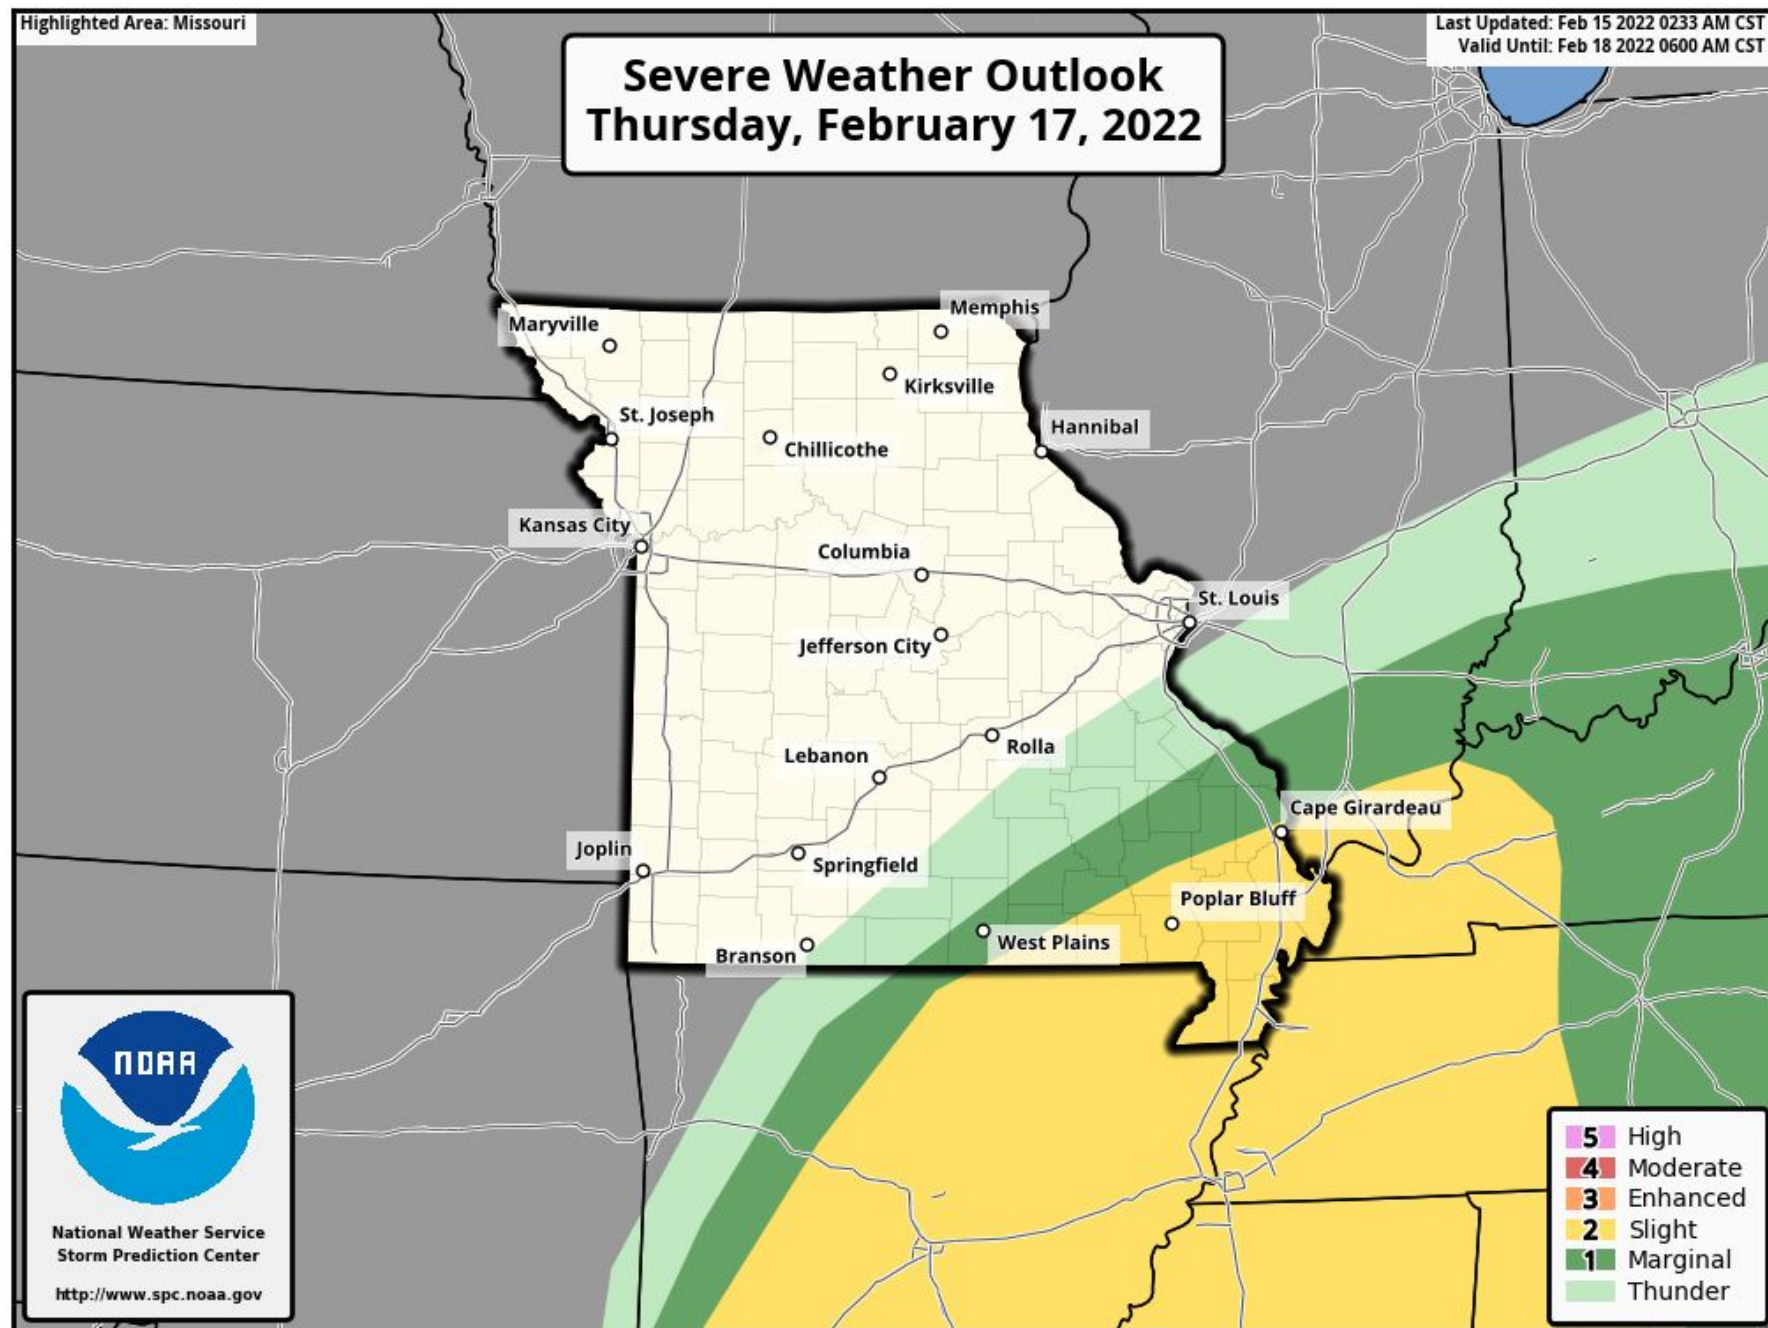 Highlighted Area: Missouri
Last Updated: Feb 15 2022 0233 AM CST
Valid Until: Feb 18 2022 0600 AM CST
Severe Weather Outlook
Thursday, February 17, 2022
Memphis
Maryville
Kirksville
St. Joseph
Hannibal
Chillicothe
Kansas City
Columbia
St. Louis
Jefferson City
Rolla
Lebanon
Cape Girardeau
Joplin
Springfield
Poplar Bluff
West Plains
Branson
NOAA
National Weather Service
Storm Prediction Center
http://www.spc.noaa.gov
5 High
4 Moderate
3 Enhanced
2 Slight
1 Marginal
Thunder